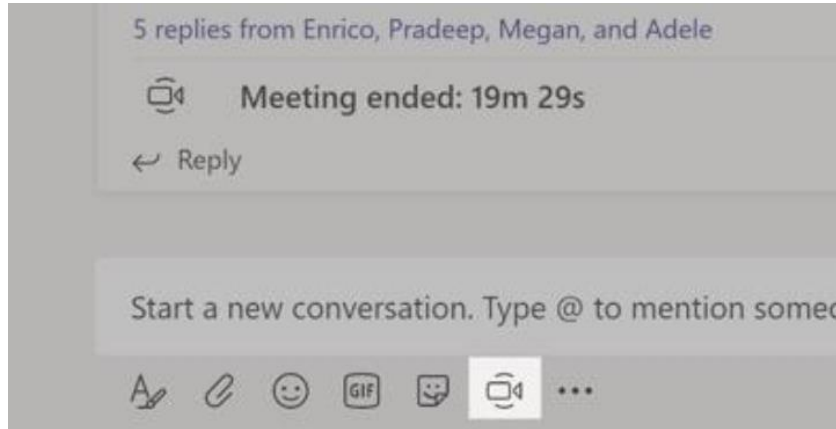 5 replies from Enrico, Pradeep, Megan, and Adele
Meeting ended: 19m 29s
Reply
Start a new conversation. Type @ to mention
GIF